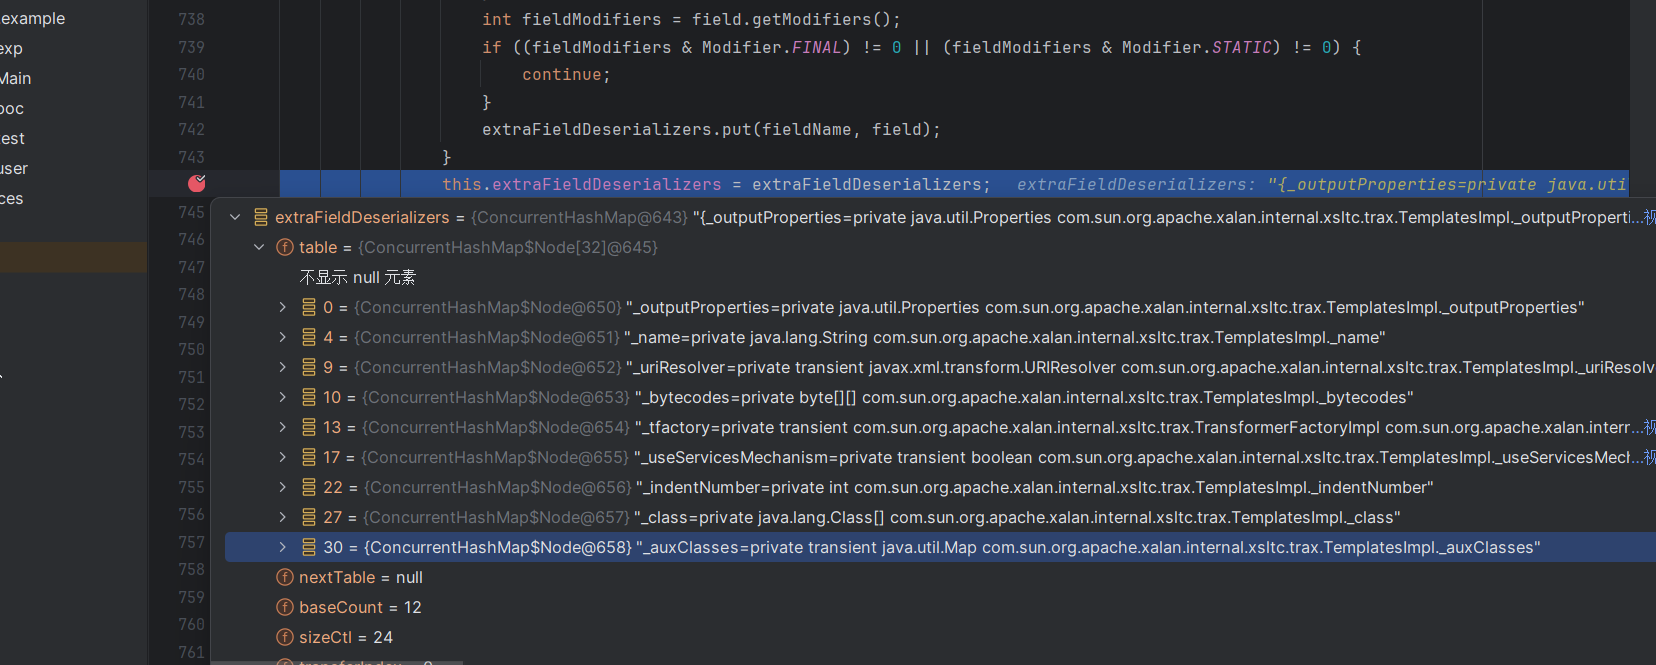 example
exp
Main
poc
test
user
ces
738 int fieldModifiers = field.getModifiers();
739 if ((fieldModifiers & Modifier.FINAL) != 0 || (fieldModifiers & Modifier.STATIC) != 0) {
740 continue;
741 }
742 extraFieldDeserializers.put(fieldName, field);
743 }
this.extraFieldDeserializers = extraFieldDeserializers; extraFieldDeserializers: "{_outputProperties=private java.uti
745 extraFieldDeserializers = {ConcurrentHashMap@643} "{_outputProperties=private java.util.Properties com.sun.org.apache.xalan.internal.xsltc.trax.TemplatesImpl._outputProperti...视
746 table = {ConcurrentHashMap$Node[32]@645}
747 不显示 null 元素
748 0 = {ConcurrentHashMap$Node@650} "_outputProperties=private java.util.Properties com.sun.org.apache.xalan.internal.xsltc.trax.TemplatesImpl._outputProperties"
749
750 4 = {ConcurrentHashMap$Node@651} "_name=private java.lang.String com.sun.org.apache.xalan.internal.xsltc.trax.TemplatesImpl._name"
751 9 = {ConcurrentHashMap$Node@652} "_uriResolver=private transient javax.xml.transform.URIResolver com.sun.org.apache.xalan.internal.xsltc.trax.TemplatesImpl._uriResolv
752 10 = {ConcurrentHashMap$Node@653} "_bytecodes=private byte[][] com.sun.org.apache.xalan.internal.xsltc.trax.TemplatesImpl._bytecodes"
753 13 = {ConcurrentHashMap$Node@654} "_tfactory=private transient com.sun.org.apache.xalan.internal.xsltc.trax.TransformerFactoryImpl com.sun.org.apache.xalan.interr...视
754 17 = {ConcurrentHashMap$Node@655} "_useServicesMechanism=private transient boolean com.sun.org.apache.xalan.internal.xsltc.trax.TemplatesImpl._useServicesMecl...视
755 22 = {ConcurrentHashMap$Node@656} "_indentNumber=private int com.sun.org.apache.xalan.internal.xsltc.trax.TemplatesImpl._indentNumber"
756 27 = {ConcurrentHashMap$Node@657} "_class=private java.lang.Class[] com.sun.org.apache.xalan.internal.xsltc.trax.TemplatesImpl._class"
757 30 = {ConcurrentHashMap$Node@658} "_auxClasses=private transient java.util.Map com.sun.org.apache.xalan.internal.xsltc.trax.TemplatesImpl._auxClasses"
758 nextTable = null
759 baseCount = 12
760 sizeCtl = 24
761